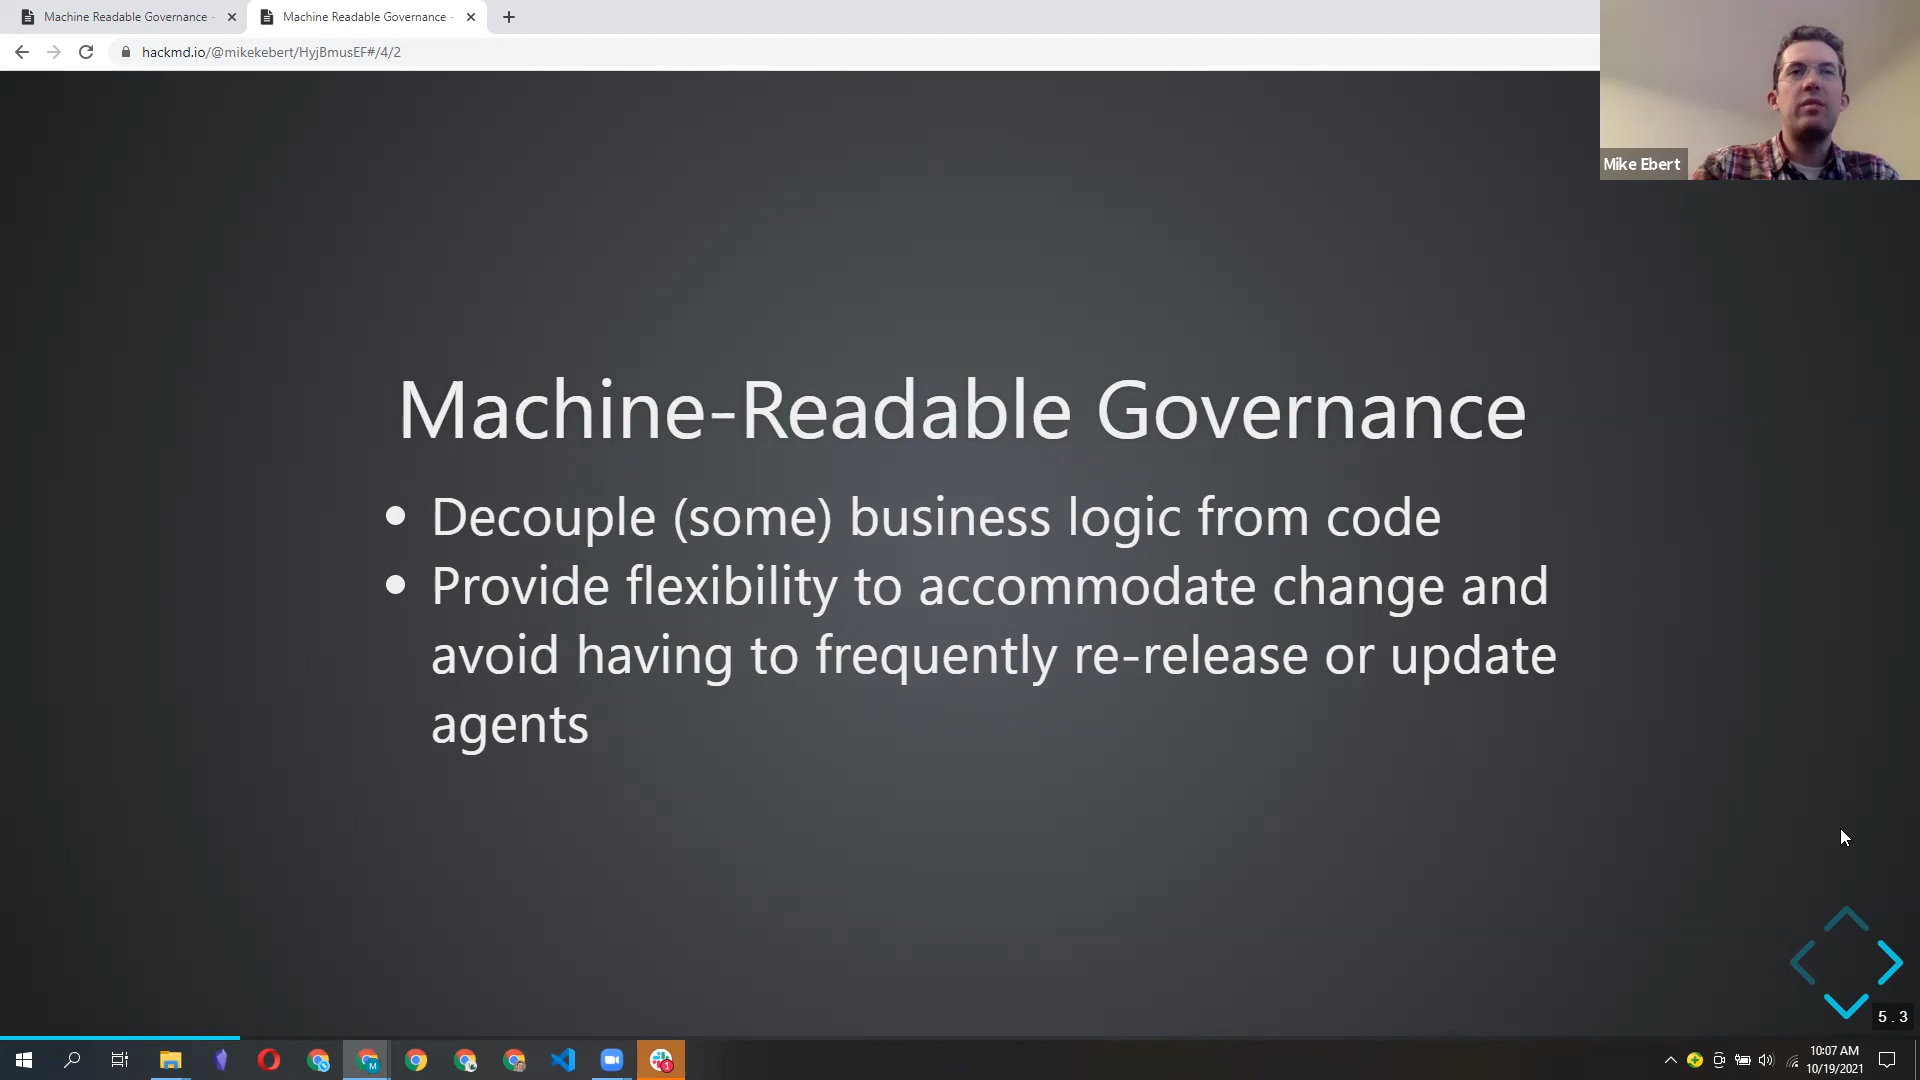 Machine Readable Governance -
Machine Readable Governance -
hackmd.io/@mikekebert/HyjBmusEF#/4/2
Mike Ebert
Machine-Readable Governance
Decouple (some) business logic from code
Provide flexibility to accommodate change and
avoid having to frequently re-release or update
agents
5.3
M
1
10:07 AM
10/19/2021